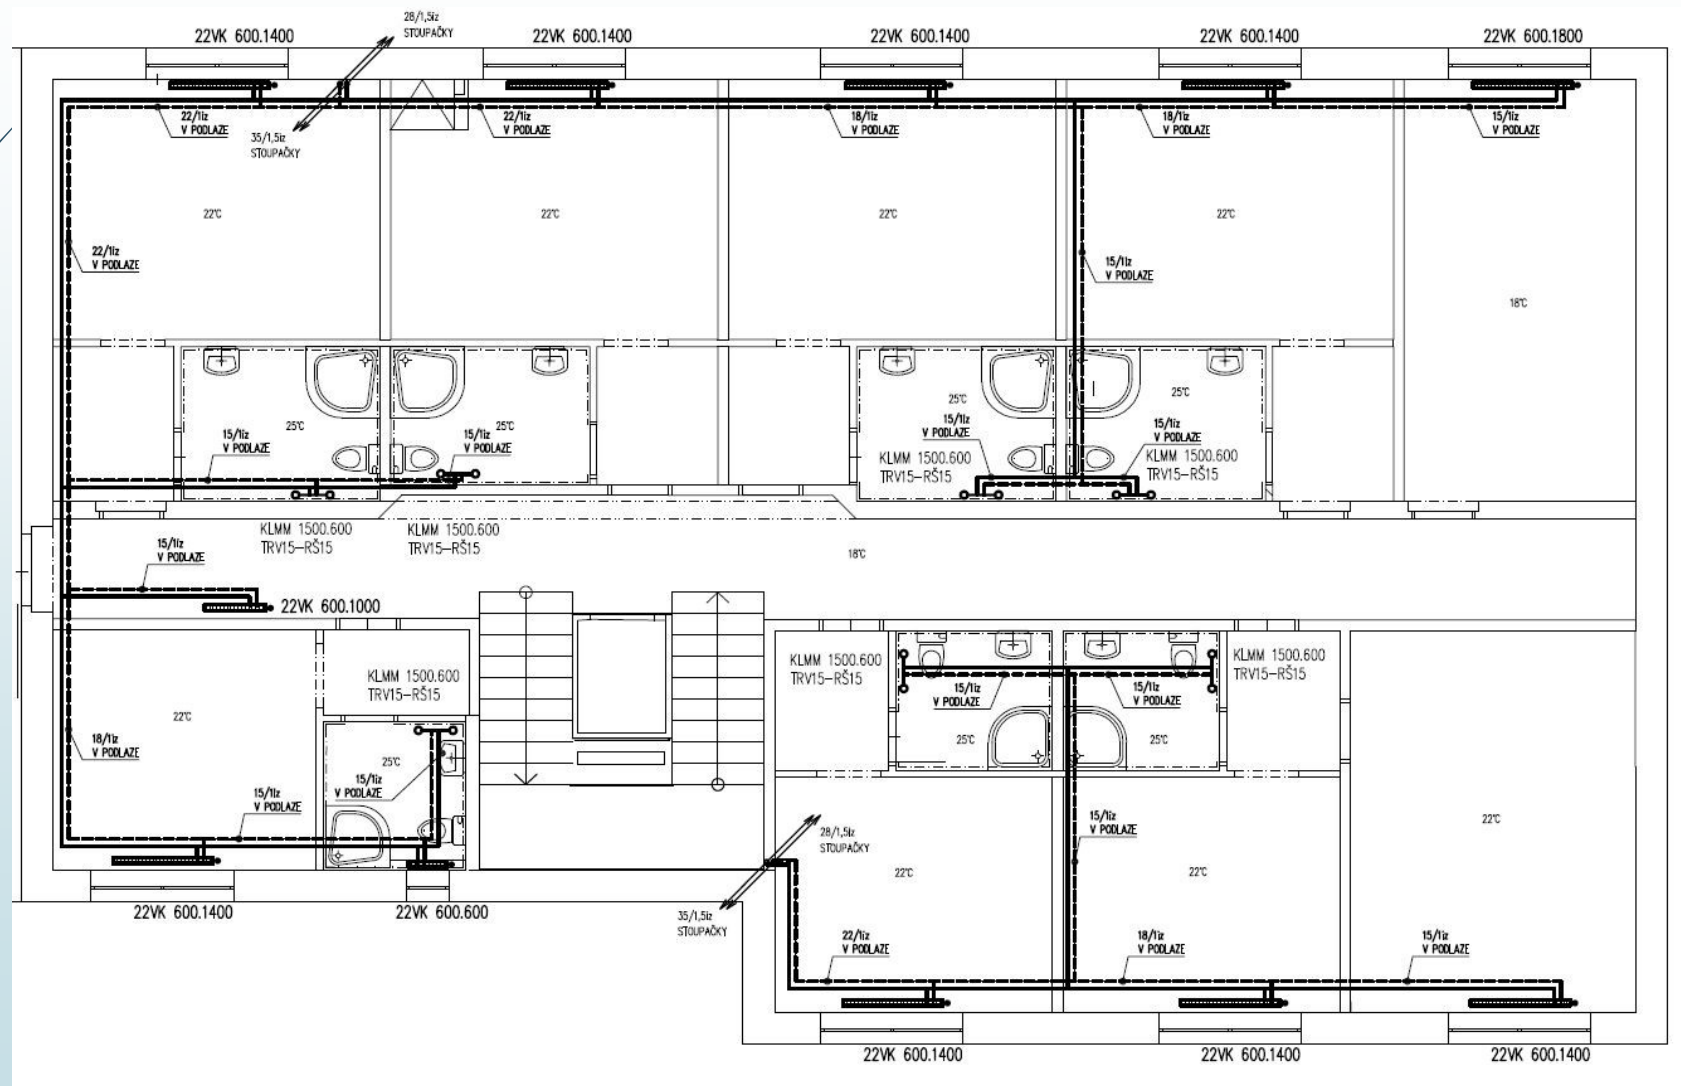 28/1,5iz
STOUPAČKY
22VK 600.1400
22VK 600.1400
22VK 600.1400
22VK 600.1400
22VK 600.1800
22/1iz
V PODLAZE
35/1,5iz
STOUPAČKY
22/1iz
V PODLAZE
18/1iz
V PODLAZE
18/1iz
V PODLAZE
15/1iz
V PODLAZE
22°C
22°C
22°C
22°C
22/1iz
V PODLAZE
15/1iz
V PODLAZE
18°C
25°C
25°C
25°C
25°C
15/1iz
V PODLAZE
15/1iz
V PODLAZE
15/1iz
V PODLAZE
15/1iz
V PODLAZE
KLMM 1500.600
TRV15-RŠ15
KLMM 1500.600
TRV15-RŠ15
KLMM 1500.600
TRV15-RŠ15
KLMM 1500.600
TRV15-RŠ15
15/1iz
V PODLAZE
18°C
22VK 600.1000
KLMM 1500.600
TRV15-RŠ15
KLMM 1500.600
TRV15-RŠ15
KLMM 1500.600
TRV15-RŠ15
15/1iz
V PODLAZE
15/1iz
V PODLAZE
22°C
18/1iz
V PODLAZE
25°C
25°C
25°C
15/1iz
V PODLAZE
15/1iz
V PODLAZE
28/1,5iz
STOUPAČKY
15/1iz
V PODLAZE
22°C
22°C
22°C
22VK 600.1400
22VK 600.600
35/1,5iz
STOUPAČKY
22/1iz
V PODLAZE
18/1iz
V PODLAZE
15/1iz
V PODLAZE
22VK 600.1400
22VK 600.1400
22VK 600.1400